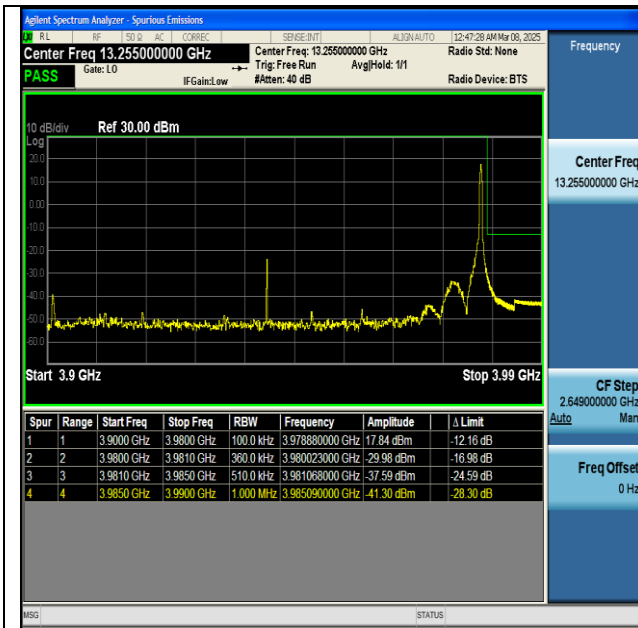 Agilent Spectrum Analyzer - Spurious Emissions
RL RF 50 Ω AC CORREC SENSE:INT ALIGN AUTO 12:47:28 AM Mar 08, 2025
Center Freq 13.255000000 GHz Center Freq: 13.255000000 GHz Radio Std: None
Trig: Free Run Avg|Hold: 1/1
PASS Gate: LO IFGain:Low #Atten: 40 dB Radio Device: BTS
Frequency
10 dB/div Ref 30.00 dBm
Log
20.0
10.0
0.00
-10.0
-20.0
-30.0
-40.0
-50.0
-60.0
Start 3.9 GHz Stop 3.99 GHz
Center Freq
13.255000000 GHz
CF Step
2.649000000 GHz
Auto Man
Freq Offset
0 Hz
Spur Range Start Freq Stop Freq RBW Frequency Amplitude Δ Limit
1 1 3.9000 GHz 3.9800 GHz 100.0 kHz 3.978880000 GHz 17.84 dBm -12.16 dB
2 2 3.9800 GHz 3.9810 GHz 360.0 kHz 3.980023000 GHz -29.98 dBm -16.98 dB
3 3 3.9810 GHz 3.9850 GHz 510.0 kHz 3.981068000 GHz -37.59 dBm -24.59 dB
4 4 3.9850 GHz 3.9900 GHz 1.000 MHz 3.985090000 GHz -41.30 dBm -28.30 dB
MSG STATUS